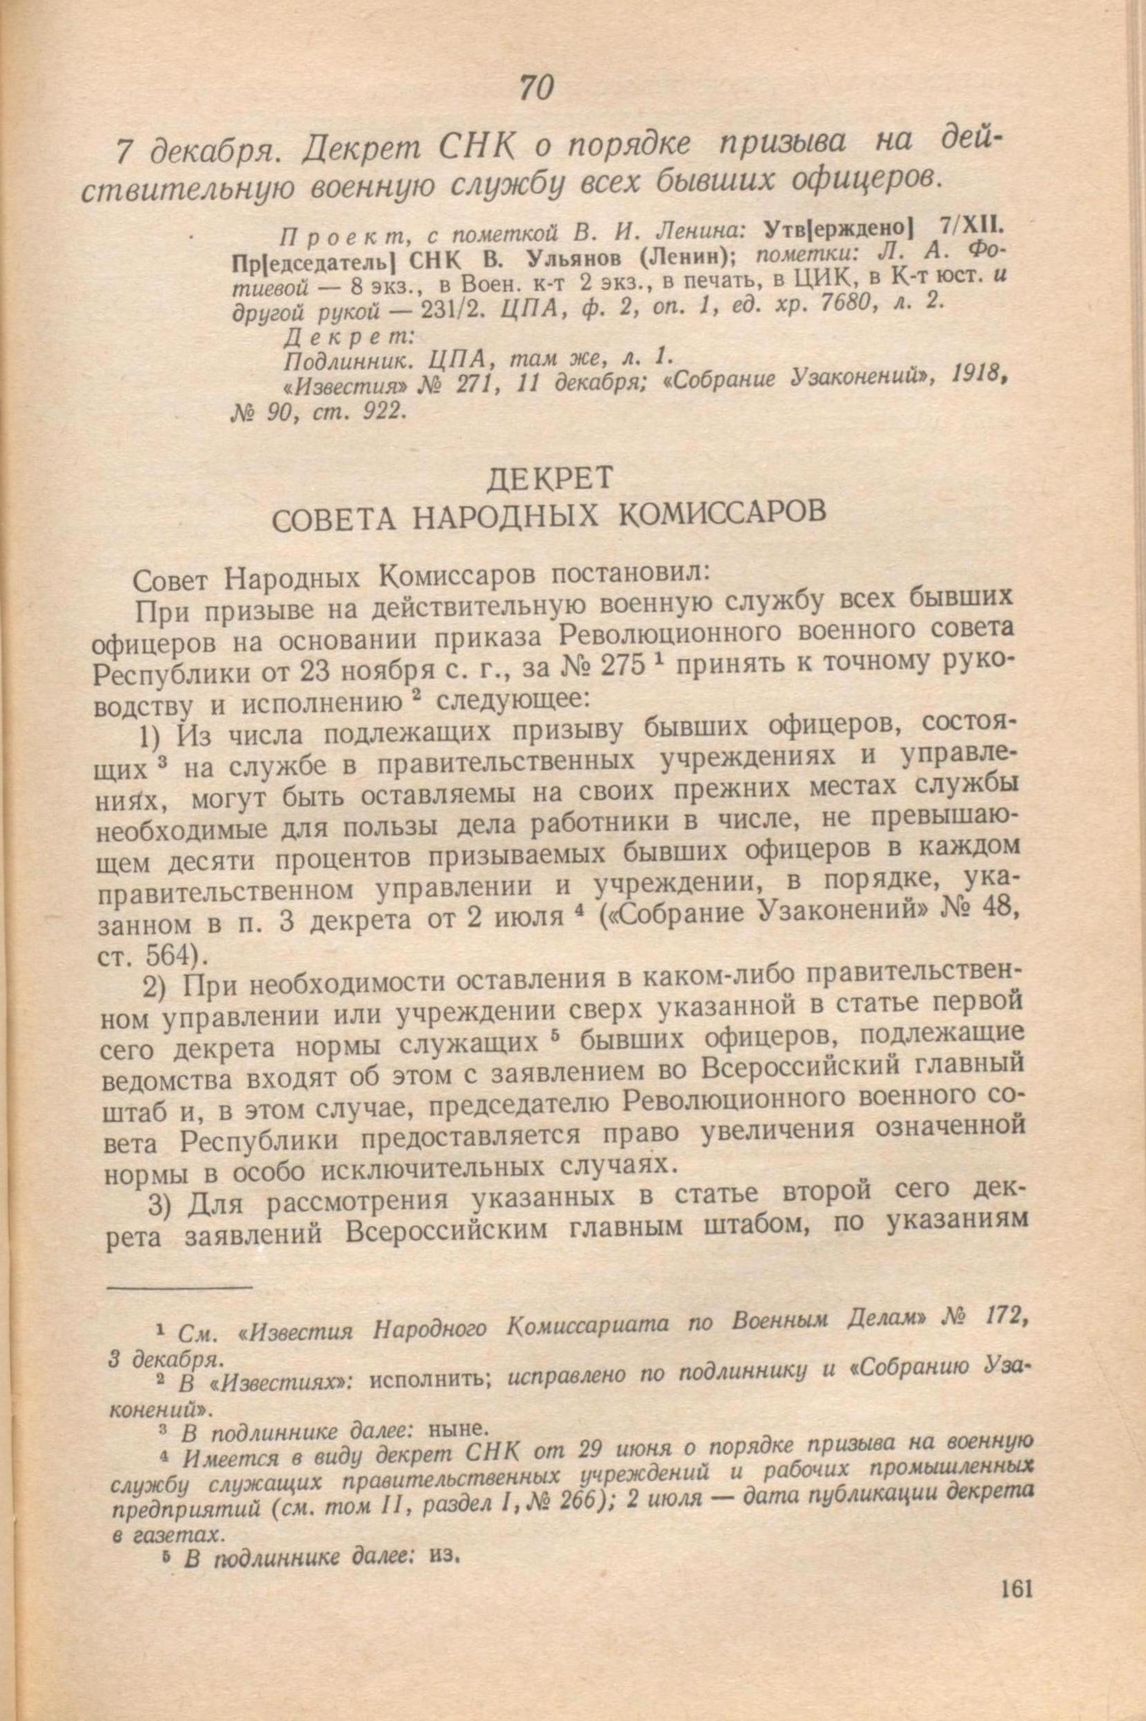 70
7 декабря. Декрет СНК о порядке призыва на дей-
ствительную военную службу всех бывших офицеров.
Проект, с пометкой В. И. Ленина: Утв[ерждено] 7/XII.
Пр[едседатель] СНК В. Ульянов (Ленин); пометки: Л. А. Фо-
тиевой — 8 экз., в Воен. к-т 2 экз., в печать, в ЦИК, в К-т юст. и
другой рукой — 231/2. ЦПА, ф. 2, оп. 1, ед. хр. 7680, л. 2.
Декрет:
Подлинник. ЦПА, там же, л. 1.
«Известия» № 271, 11 декабря; «Собрание Узаконений», 1918,
№ 90, ст. 922.
ДЕКРЕТ
СОВЕТА НАРОДНЫХ КОМИССАРОВ
Совет Народных Комиссаров постановил:
При призыве на действительную военную службу всех бывших
офицеров на основании приказа Революционного военного совета
Республики от 23 ноября с. г., за № 275 ¹ принять к точному руко-
водству и исполнению ² следующее:
1) Из числа подлежащих призыву бывших офицеров, состоя-
щих ³ на службе в правительственных учреждениях и управле-
ниях, могут быть оставляемы на своих прежних местах службы
необходимые для пользы дела работники в числе, не превышаю-
щем десяти процентов призываемых бывших офицеров в каждом
правительственном управлении и учреждении, в порядке, ука-
занном в п. 3 декрета от 2 июля ⁴ («Собрание Узаконений» № 48,
ст. 564).
2) При необходимости оставления в каком-либо правительствен-
ном управлении или учреждении сверх указанной в статье первой
сего декрета нормы служащих ⁵ бывших офицеров, подлежащие
ведомства входят об этом с заявлением во Всероссийский главный
штаб и, в этом случае, председателю Революционного военного со-
вета Республики предоставляется право увеличения означенной
нормы в особо исключительных случаях.
3) Для рассмотрения указанных в статье второй сего дек-
рета заявлений Всероссийским главным штабом, по указаниям
¹ См. «Известия Народного Комиссариата по Военным Делам» № 172,
3 декабря.
² В «Известиях»: исполнить; исправлено по подлиннику и «Собранию Уза-
конений».
³ В подлиннике далее: ныне.
⁴ Имеется в виду декрет СНК от 29 июня о порядке призыва на военную
службу служащих правительственных учреждений и рабочих промышленных
предприятий (см. том II, раздел I, № 266); 2 июля — дата публикации декрета
в газетах.
⁵ В подлиннике далее: из.
161